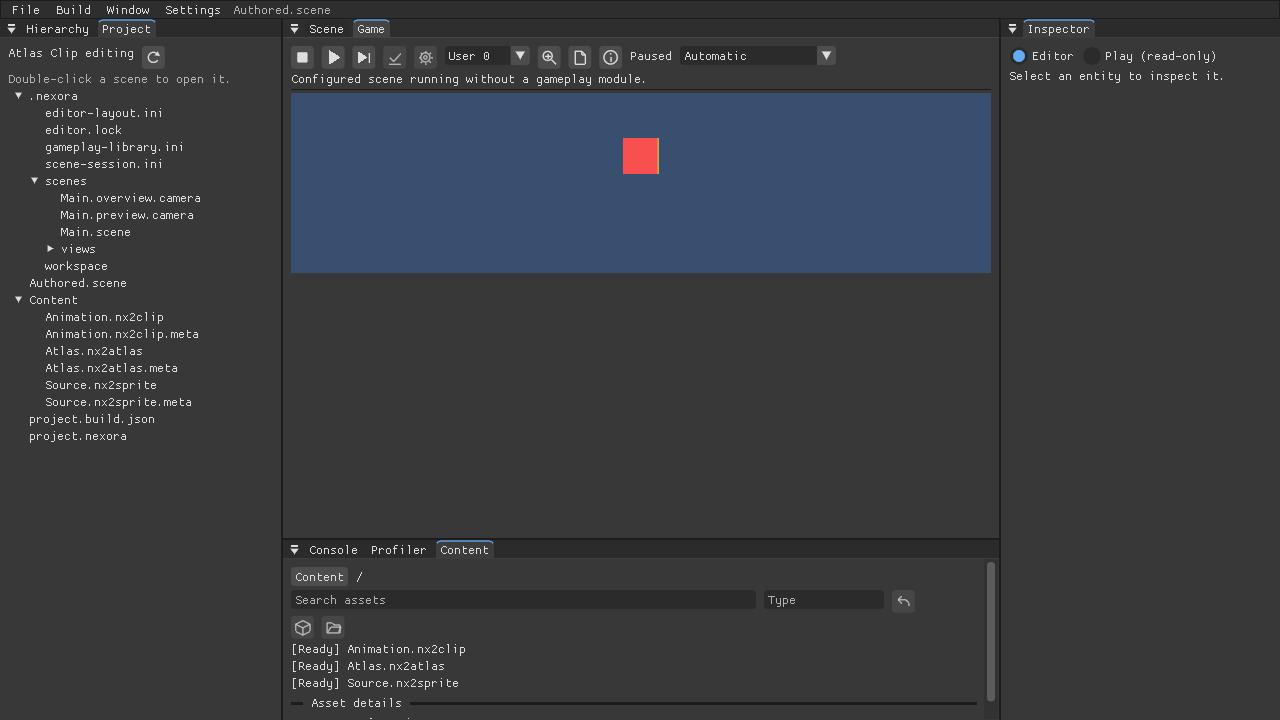 File Build Window Settings Authored.scene
Hierarchy Project
Atlas Clip editing
Double-click a scene to open it.
.nexora
editor-layout.ini
editor.lock
gameplay-library.ini
scene-session.ini
scenes
Main.overview.camera
Main.preview.camera
Main.scene
views
workspace
Authored.scene
Content
Animation.nx2clip
Animation.nx2clip.meta
Atlas.nx2atlas
Atlas.nx2atlas.meta
Source.nx2sprite
Source.nx2sprite.meta
project.build.json
project.nexora
Scene Game
User 0 Paused Automatic
Configured scene running without a gameplay module.
Console Profiler Content
Content /
Search assets Type
[Ready] Animation.nx2clip
[Ready] Atlas.nx2atlas
[Ready] Source.nx2sprite
Asset details
Inspector
Editor Play (read-only)
Select an entity to inspect it.